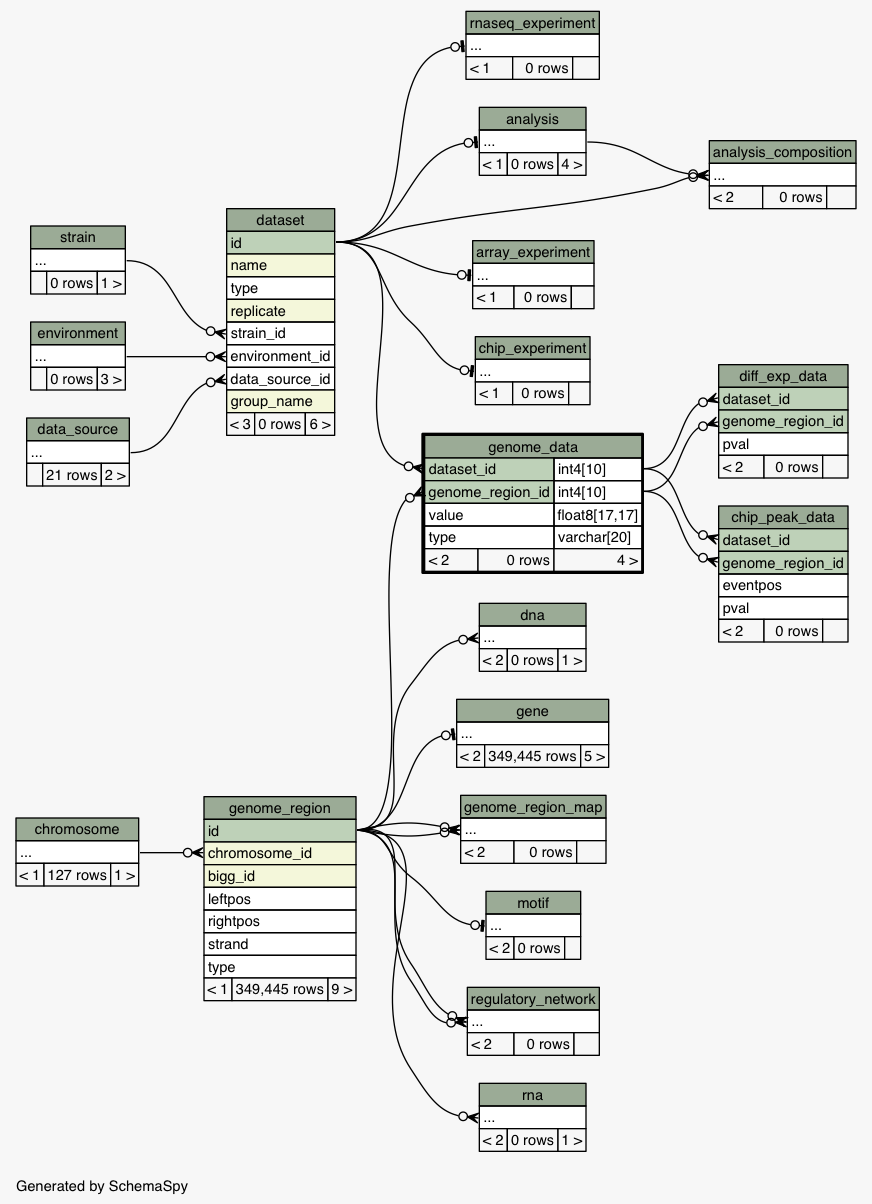 rnaseq_experiment
...
< 1 0 rows
analysis
...
< 1 0 rows 4 >
analysis_composition
...
< 2 0 rows
dataset
id
name
type
replicate
strain_id
environment_id
data_source_id
group_name
< 3 0 rows 6 >
strain
...
0 rows 1 >
environment
...
0 rows 3 >
data_source
...
21 rows 2 >
array_experiment
...
< 1 0 rows
chip_experiment
...
< 1 0 rows
diff_exp_data
dataset_id
genome_region_id
pval
< 2 0 rows
genome_data
dataset_id int4[10]
genome_region_id int4[10]
value float8[17,17]
type varchar[20]
< 2 0 rows 4 >
chip_peak_data
dataset_id
genome_region_id
eventpos
pval
< 2 0 rows
dna
...
< 2 0 rows 1 >
gene
...
< 2 349,445 rows 5 >
genome_region
id
chromosome_id
bigg_id
leftpos
rightpos
strand
type
< 1 349,445 rows 9 >
chromosome
...
< 1 127 rows 1 >
genome_region_map
...
< 2 0 rows
motif
...
< 2 0 rows
regulatory_network
...
< 2 0 rows
rna
...
< 2 0 rows 1 >
Generated by SchemaSpy